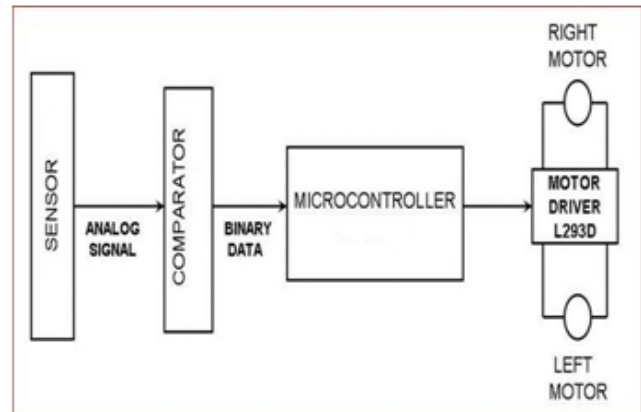 SENSOR
ANALOG
SIGNAL
COMPARATOR
BINARY
DATA
MICROCONTROLLER
RIGHT
MOTOR
MOTOR
DRIVER
L293D
LEFT
MOTOR